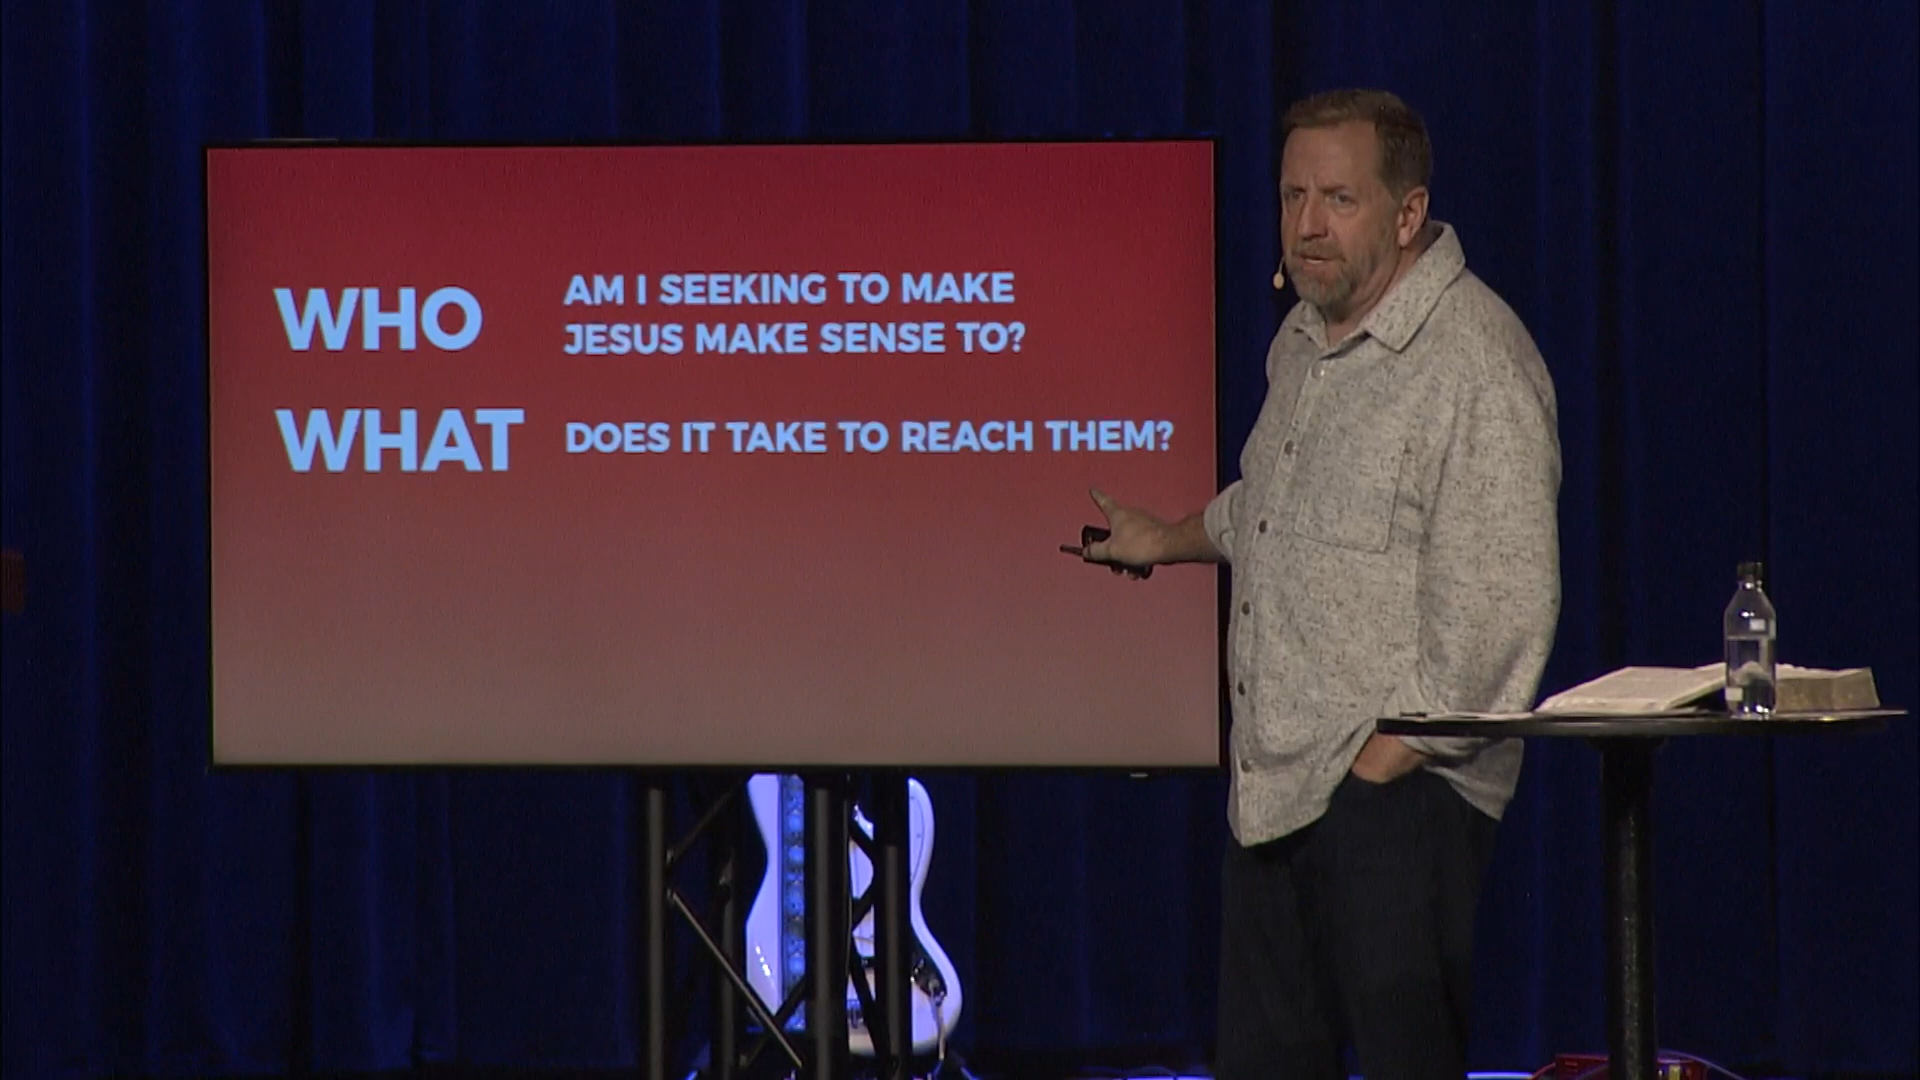 WHO
AM I SEEKING TO MAKE
JESUS MAKE SENSE TO?
WHAT
DOES IT TAKE TO REACH THEM?